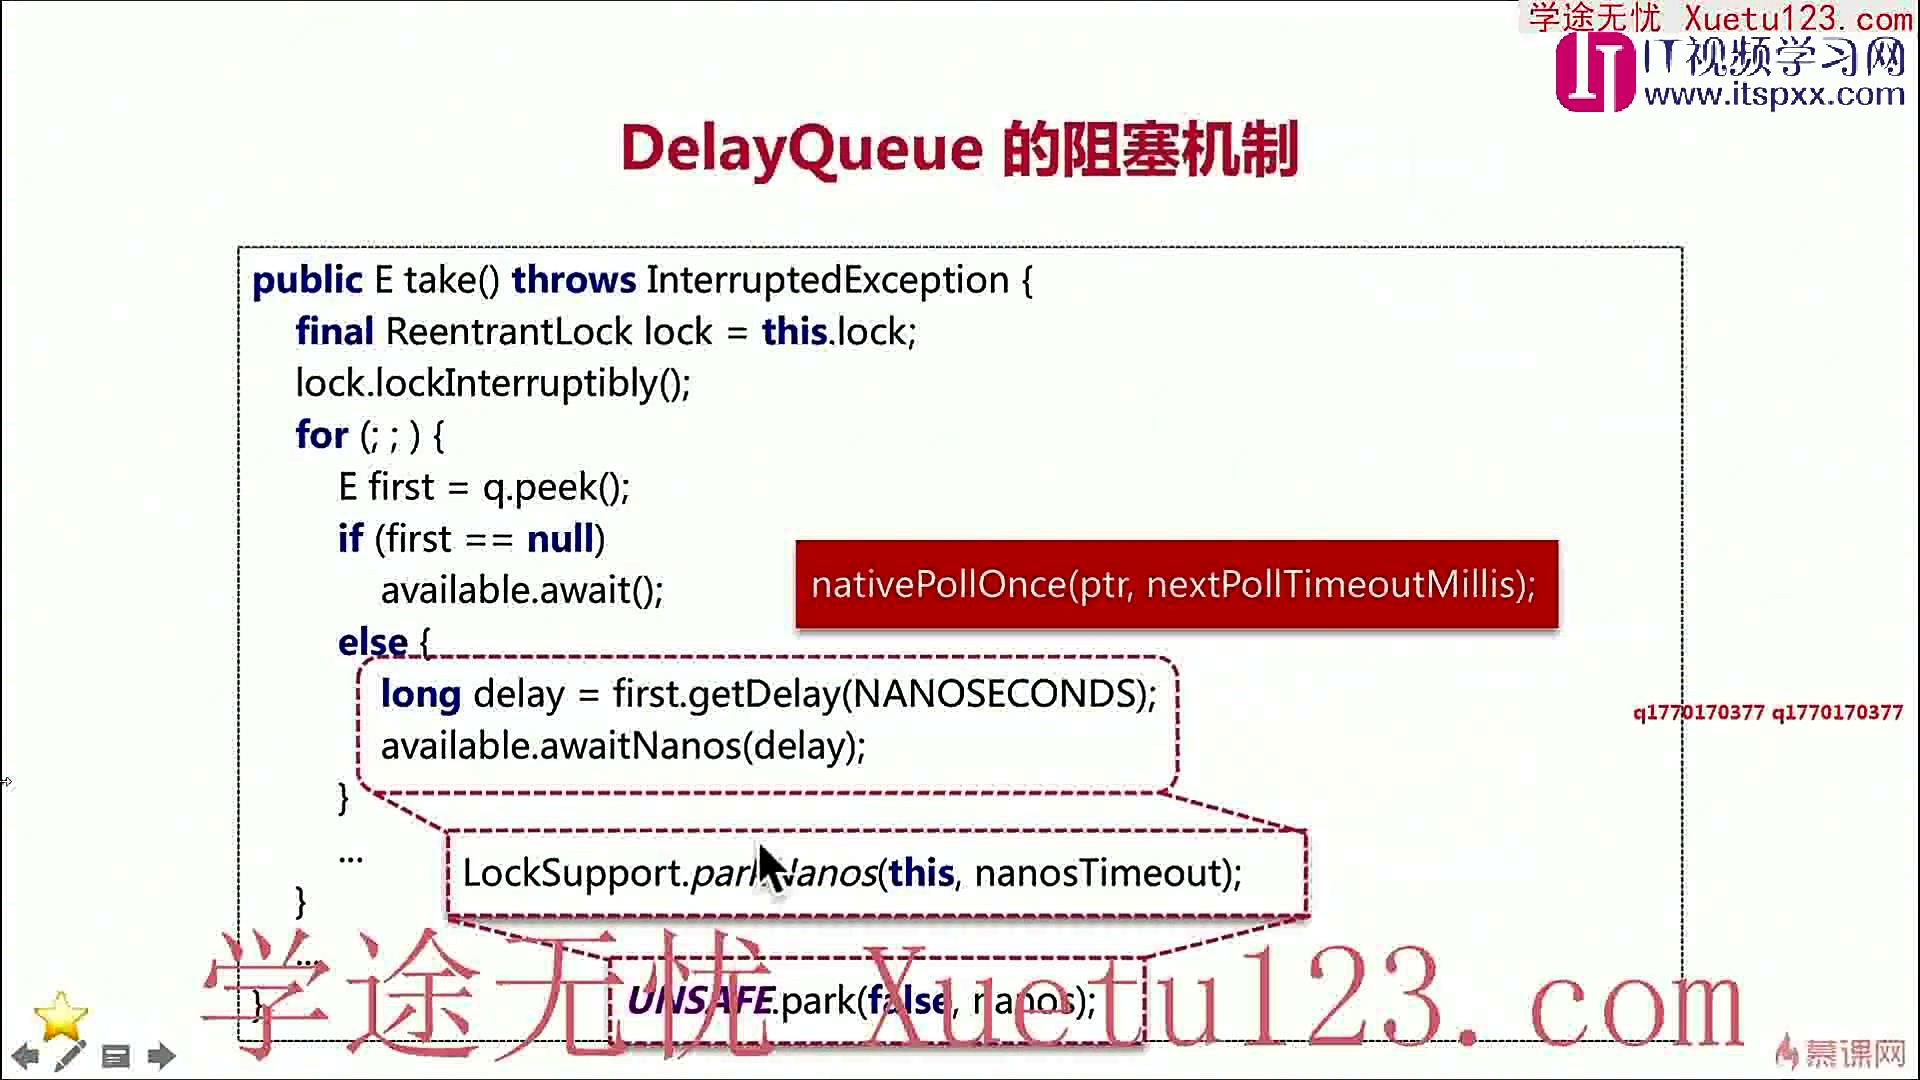 学途无忧 Xuetu123.com
IT视频学习网
www.itspxx.com
DelayQueue 的阻塞机制
public E take() throws InterruptedException {
final ReentrantLock lock = this.lock;
lock.lockInterruptibly();
for (; ; ) {
E first = q.peek();
if (first == null)
available.await();
nativePollOnce(ptr, nextPollTimeoutMillis);
else {
long delay = first.getDelay(NANOSECONDS);
q1770170377 q1770170377
available.awaitNanos(delay);
}
...
LockSupport.parkNanos(this, nanosTimeout);
}
...
}
UNSAFE.park(false, nanos);
学途无忧 Xuetu123.com
慕课网